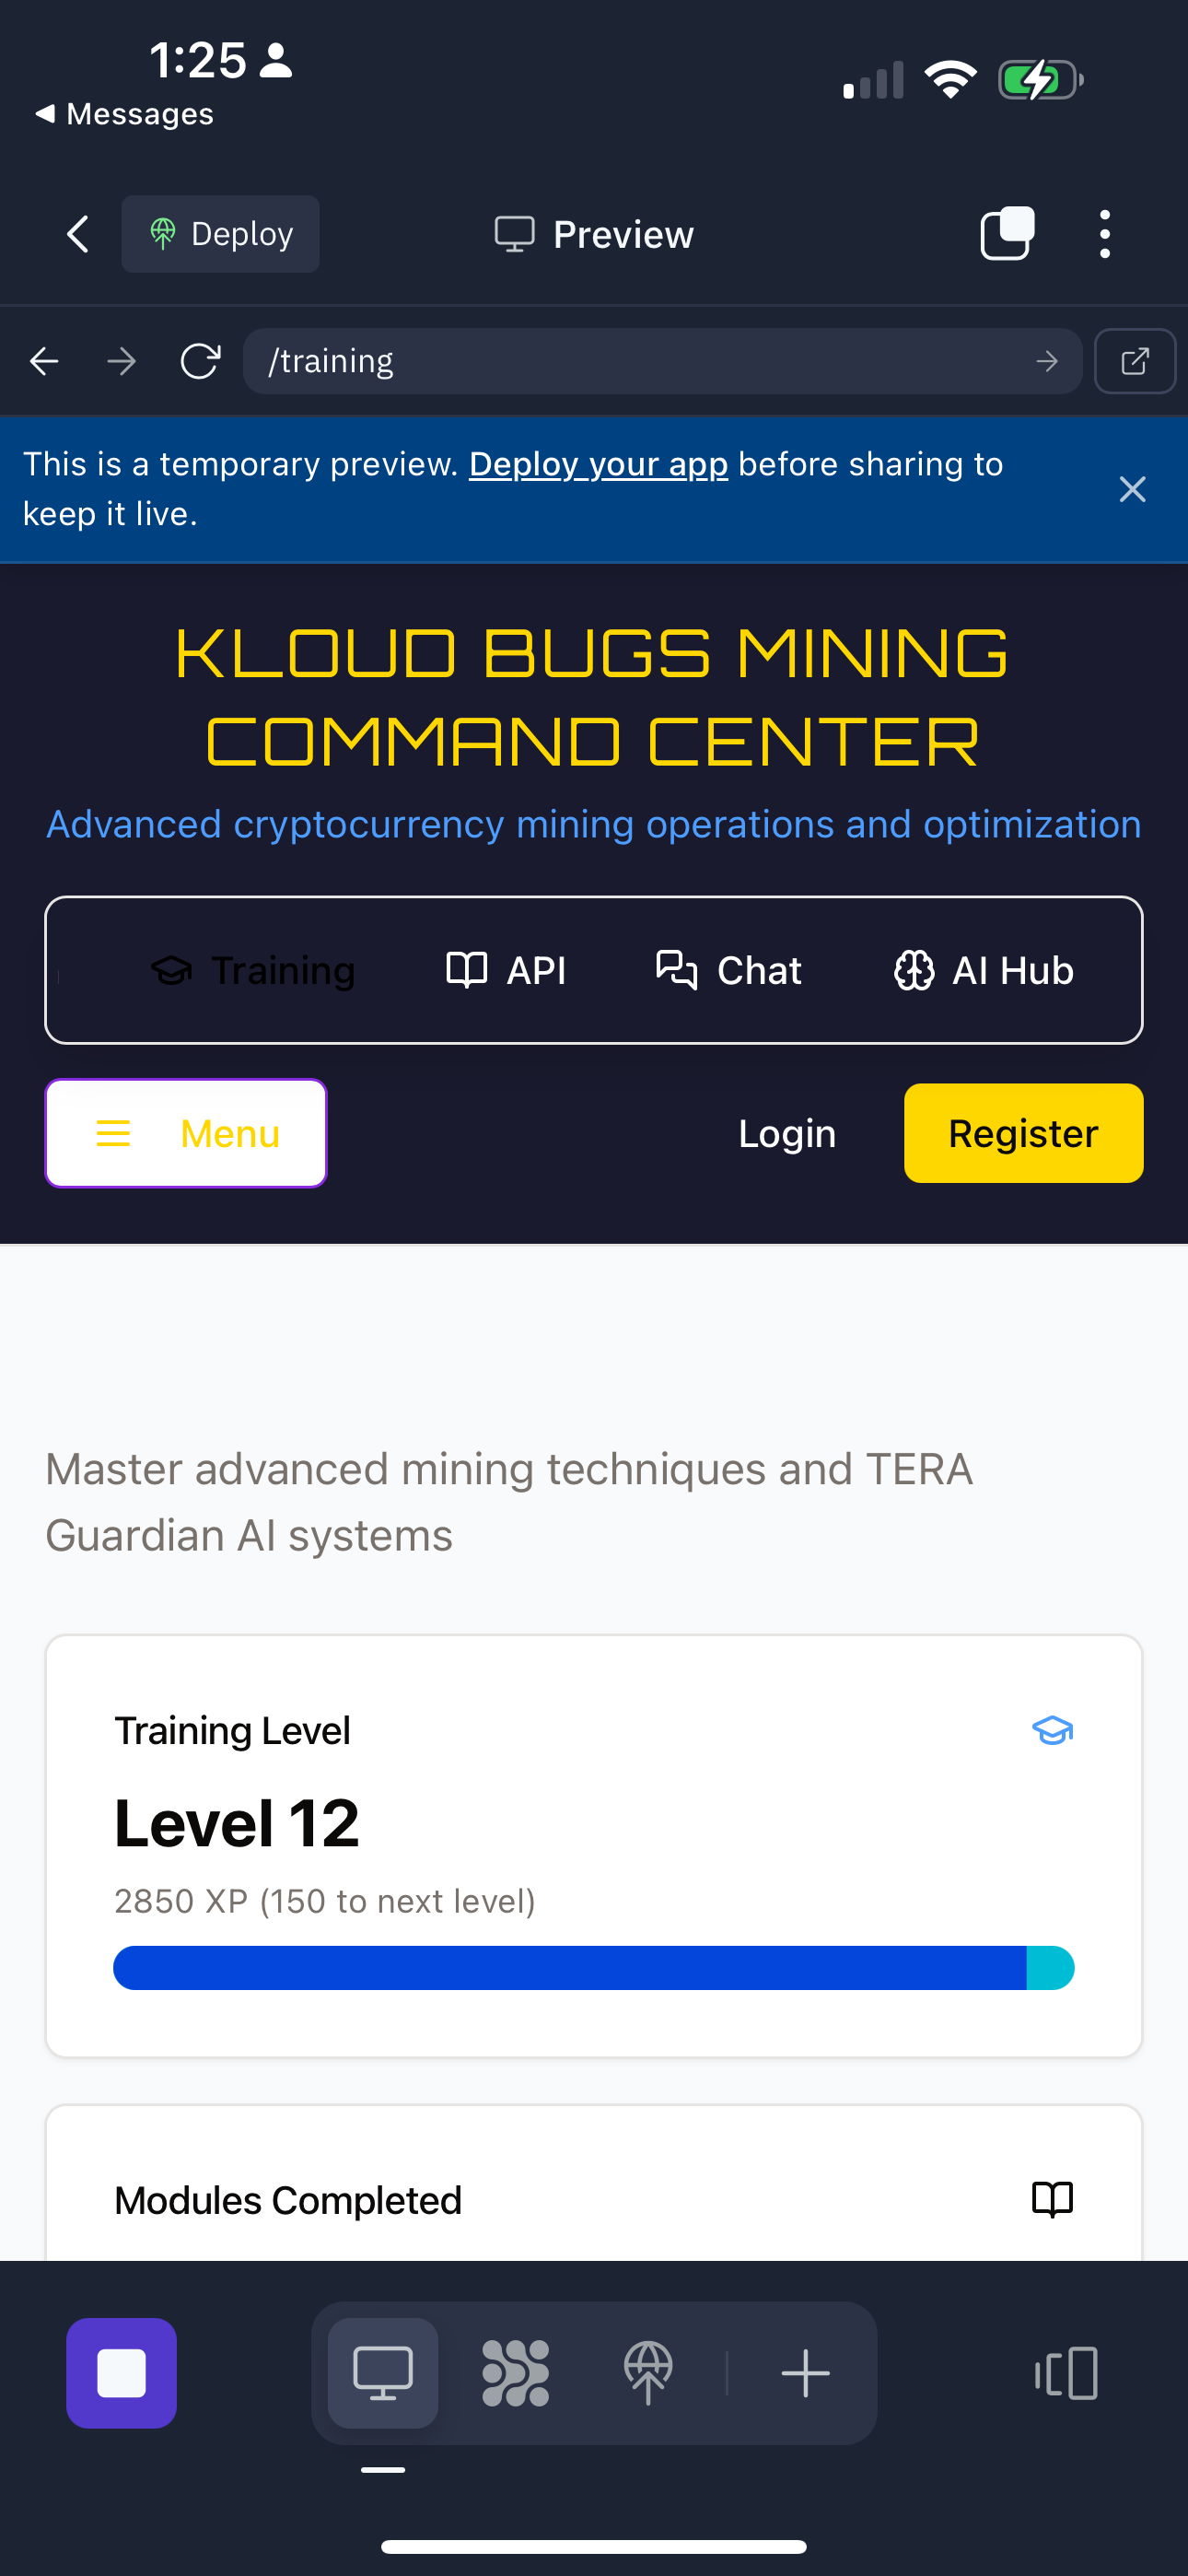 1:25
Messages
Deploy
Preview
/training
This is a temporary preview. Deploy your app before sharing to
keep it live.
KLOUD BUGS MINING
COMMAND CENTER
Advanced cryptocurrency mining operations and optimization
Training API Chat AI Hub
Menu Login Register
Master advanced mining techniques and TERA
Guardian AI systems
Training Level
Level 12
2850 XP (150 to next level)
Modules Completed